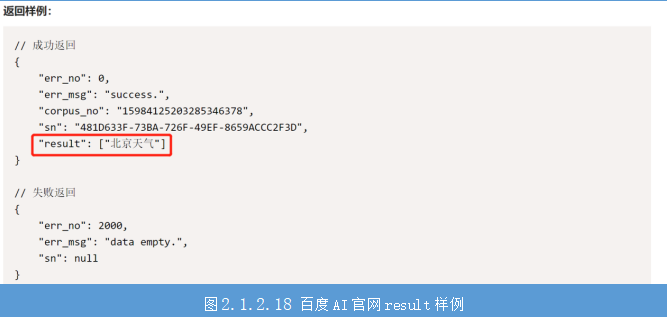 返回样例：
// 成功返回
{
"err_no": 0,
"err_msg": "success.",
"corpus_no": "15984125203285346378",
"sn": "481D633F-73BA-726F-49EF-8659ACCC2F3D",
"result": ["北京天气"]
}
// 失败返回
{
"err_no": 2000,
"err_msg": "data empty.",
"sn": null
}
图2.1.2.18 百度AI官网result样例